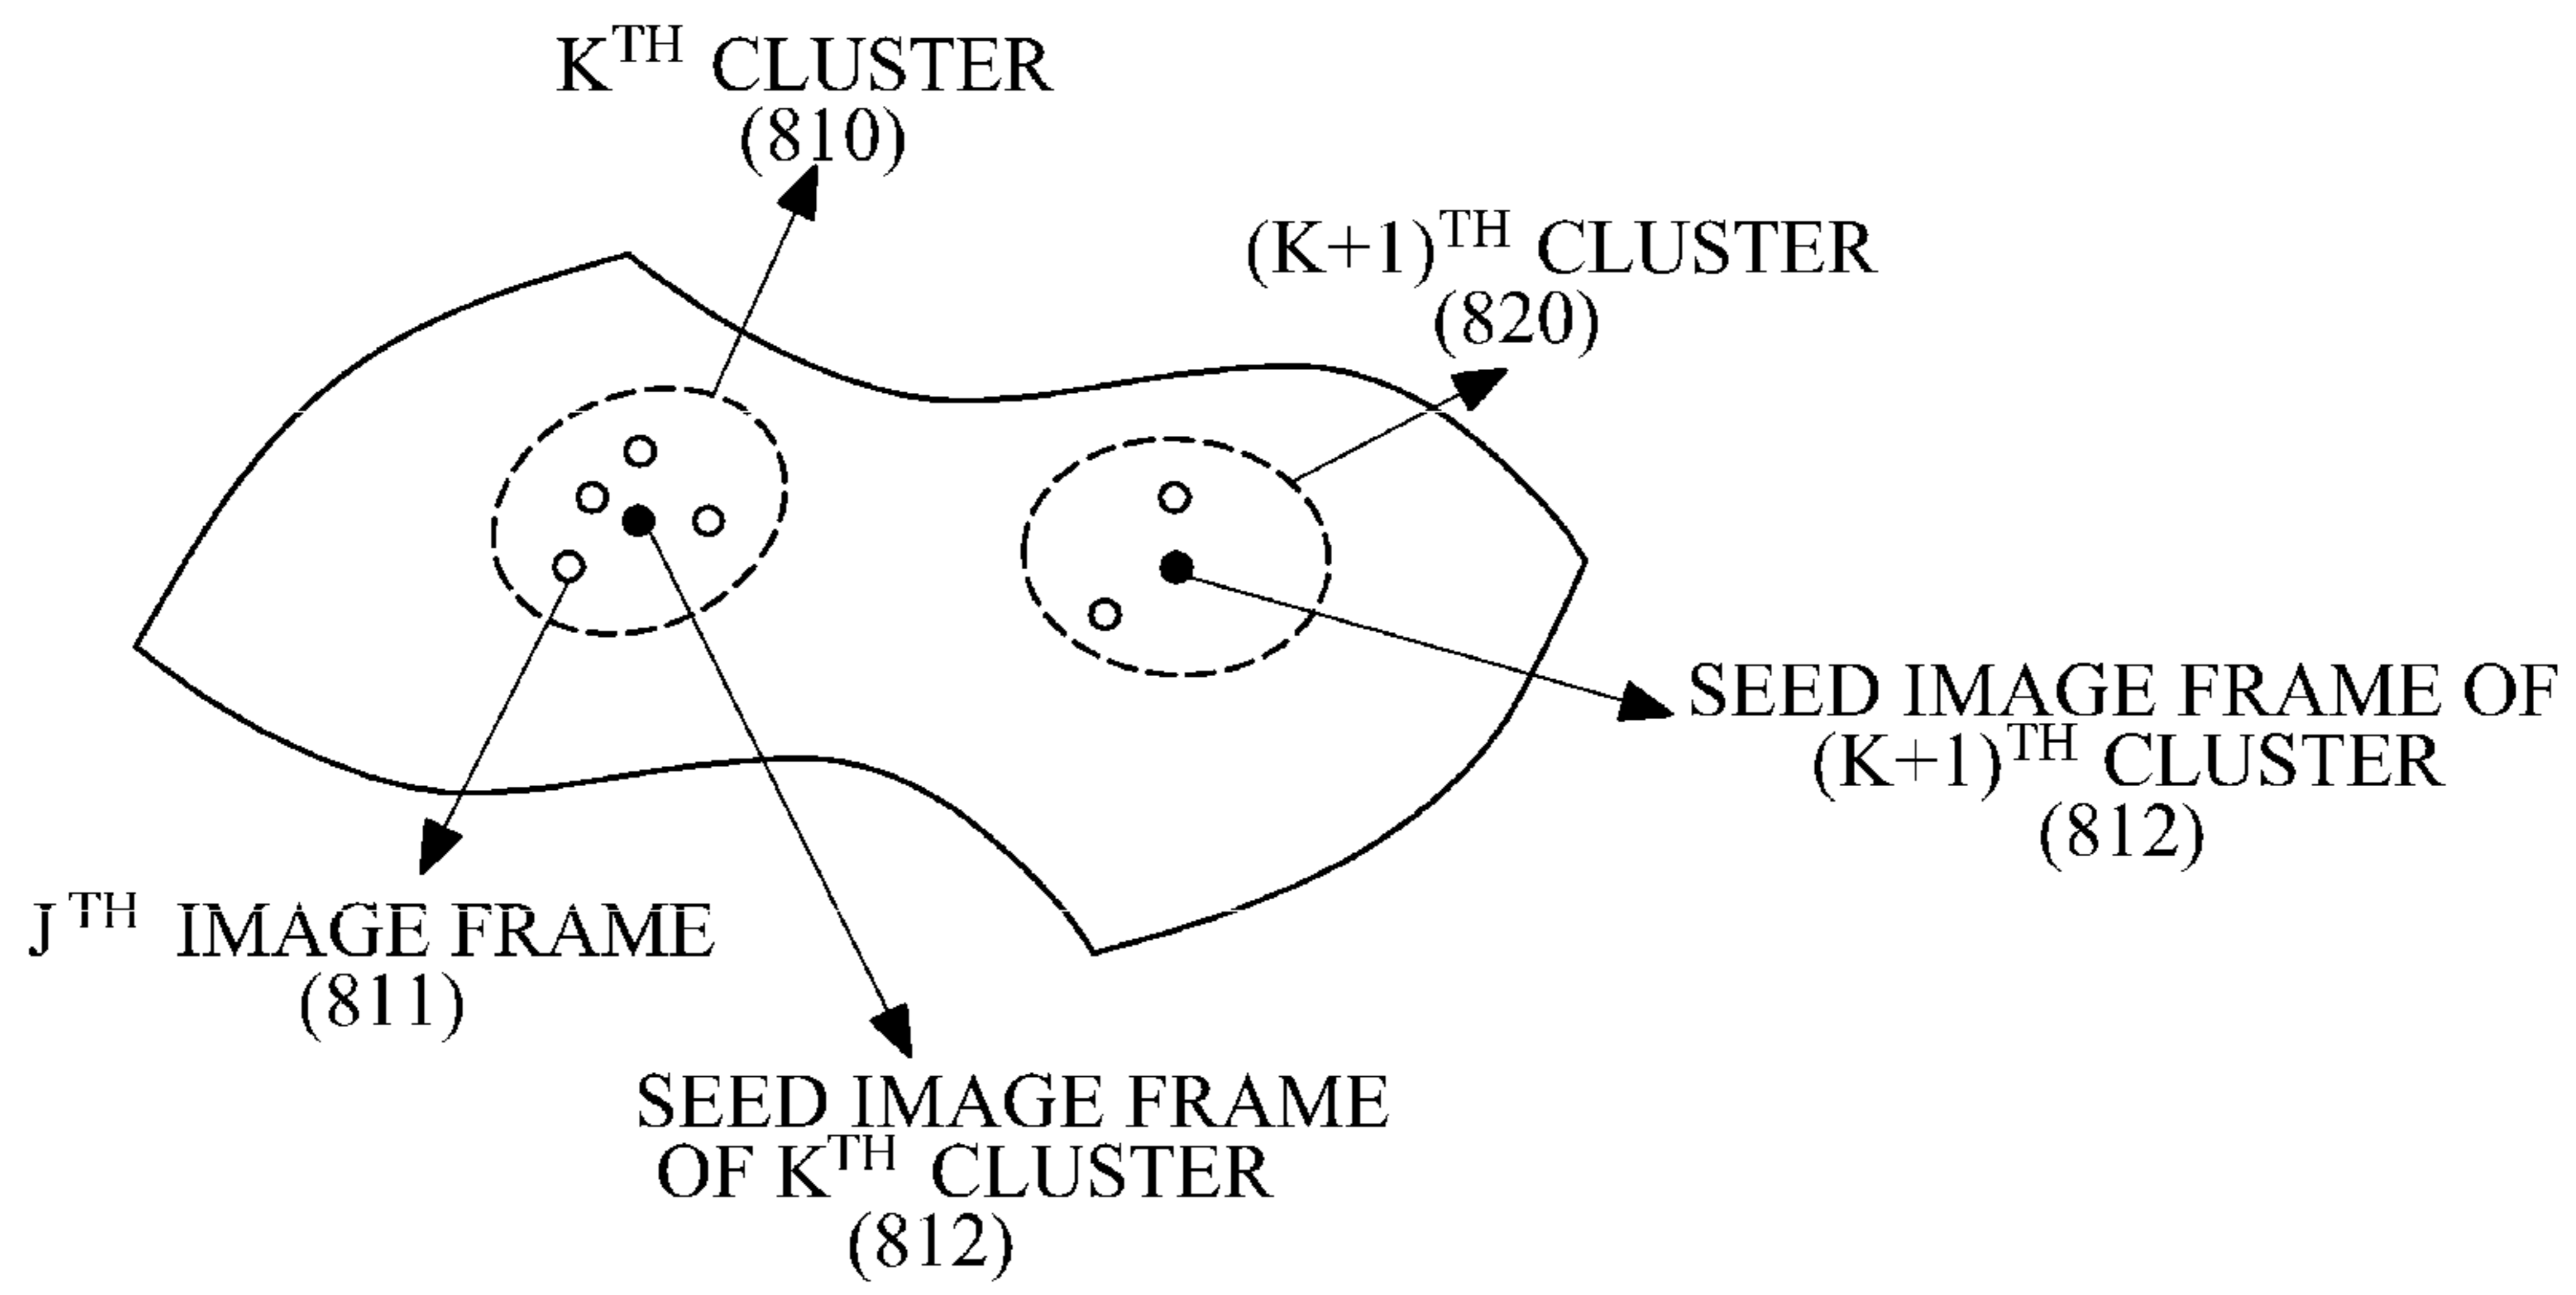 K^TH CLUSTER
(810)
(K+1)^TH CLUSTER
(820)
SEED IMAGE FRAME OF
(K+1)^TH CLUSTER
(812)
J^TH IMAGE FRAME
(811)
SEED IMAGE FRAME
OF K^TH CLUSTER
(812)